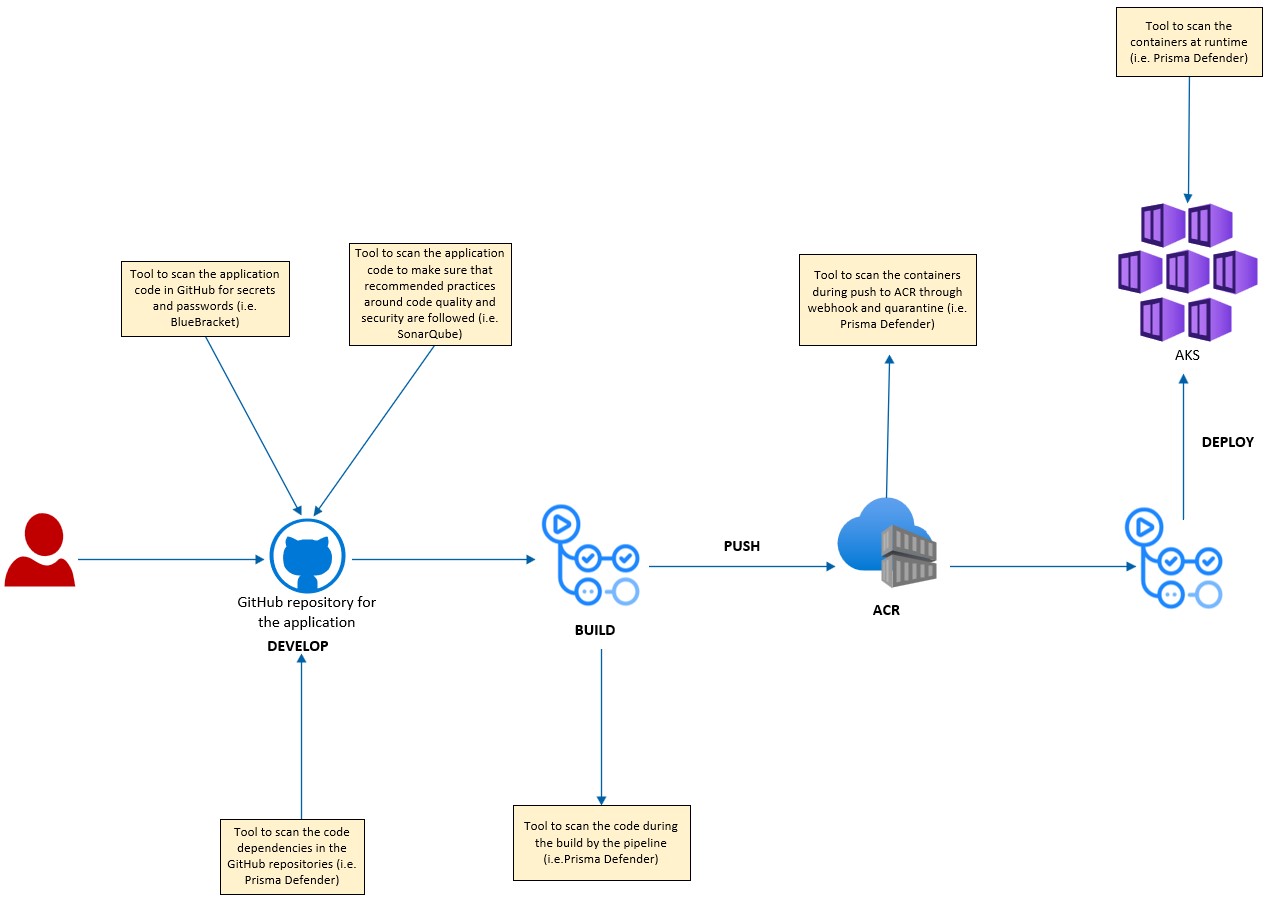 Tool to scan the
containers at runtime
(i.e. Prisma Defender)
Tool to scan the application
code in GitHub for secrets
and passwords (i.e.
BlueBracket)
Tool to scan the application
code to make sure that
recommended practices
around code quality and
security are followed (i.e.
SonarQube)
Tool to scan the containers
during push to ACR through
webhook and quarantine (i.e.
Prisma Defender)
AKS
DEPLOY
PUSH
GitHub repository for
the application
DEVELOP
BUILD
ACR
Tool to scan the code
dependencies in the
GitHub repositories (i.e.
Prisma Defender)
Tool to scan the code during
the build by the pipeline
(i.e.Prisma Defender)